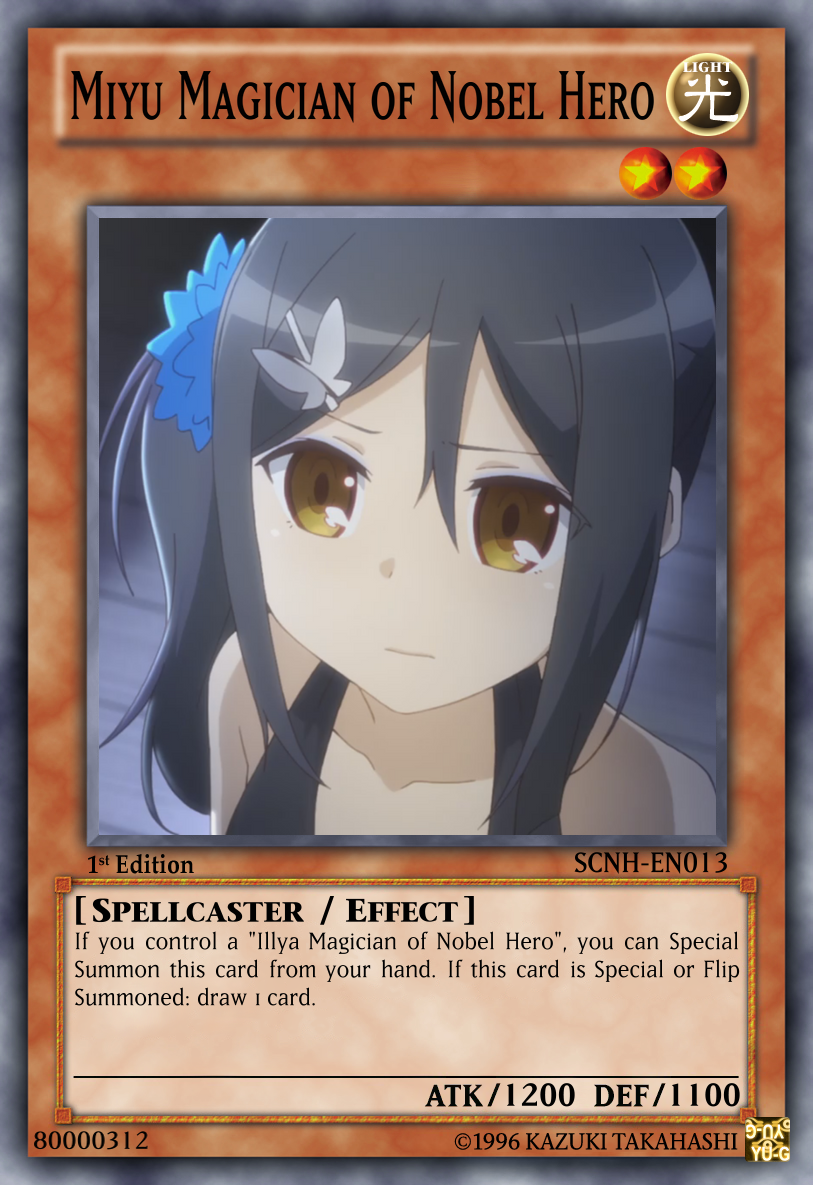 Miyu Magician of Nobel Hero
LIGHT
光
1st Edition
SCNH-EN013
[ Spellcaster / Effect ]
If you control a "Illya Magician of Nobel Hero", you can Special
Summon this card from your hand. If this card is Special or Flip
Summoned: draw 1 card.
ATK/1200 DEF/1100
80000312
©1996 KAZUKI TAKAHASHI